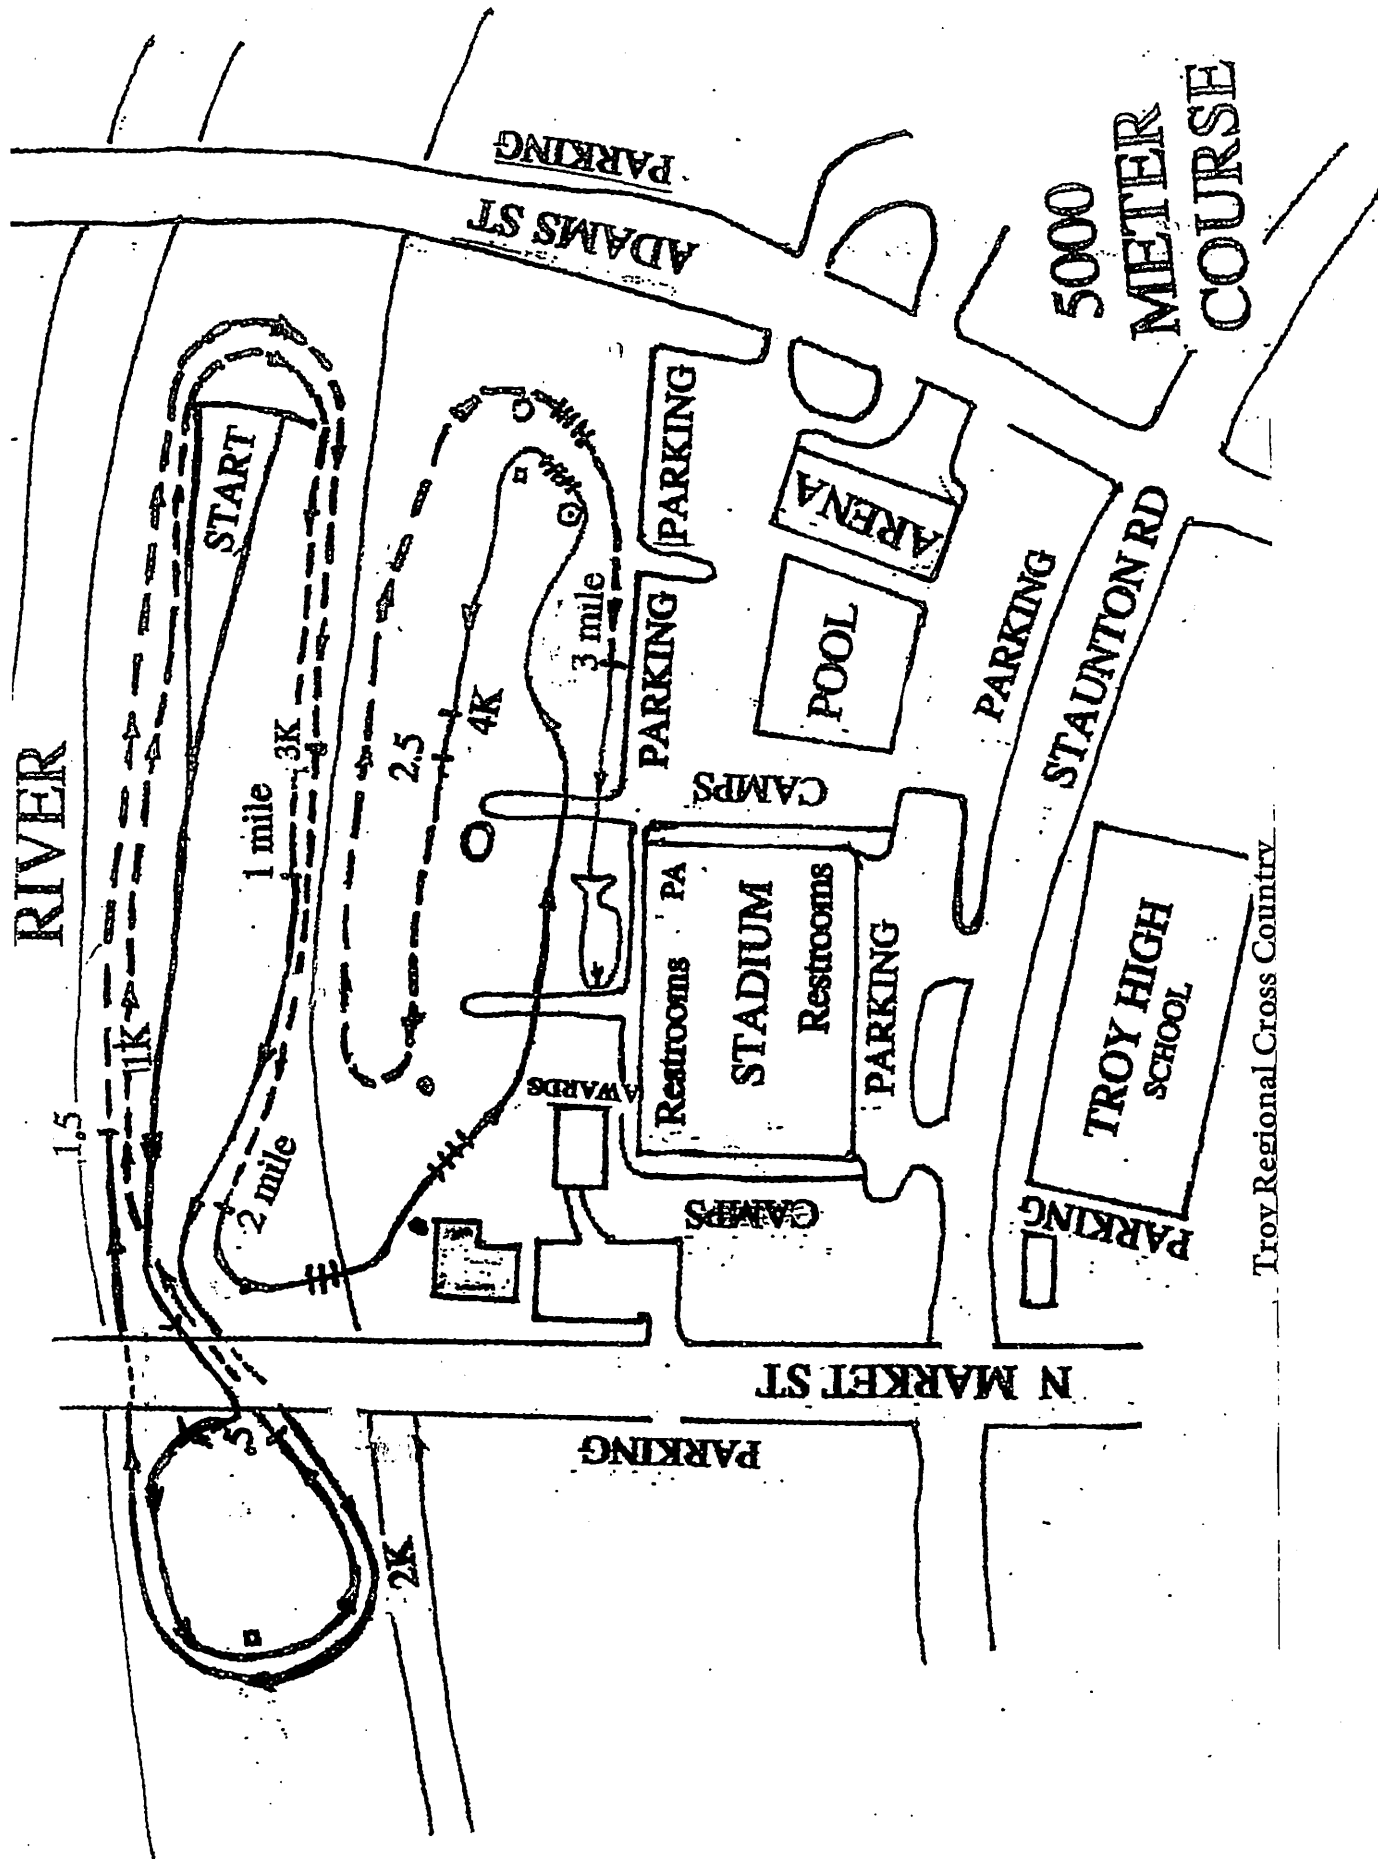 5000
METER
COURSE
RIVER
PARKING
ADAMS ST
START
1 mile
3K
1K
1.5
2 mile
.5
2K
2.5
4K
3 mile
PARKING
PARKING
ARENA
POOL
PARKING
STAUNTON RD
CAMPS
Restrooms PA
STADIUM
Restrooms
PARKING
AWARDS
CAMPS
TROY HIGH
SCHOOL
PARKING
N MARKET ST
PARKING
Troy Regional Cross Country